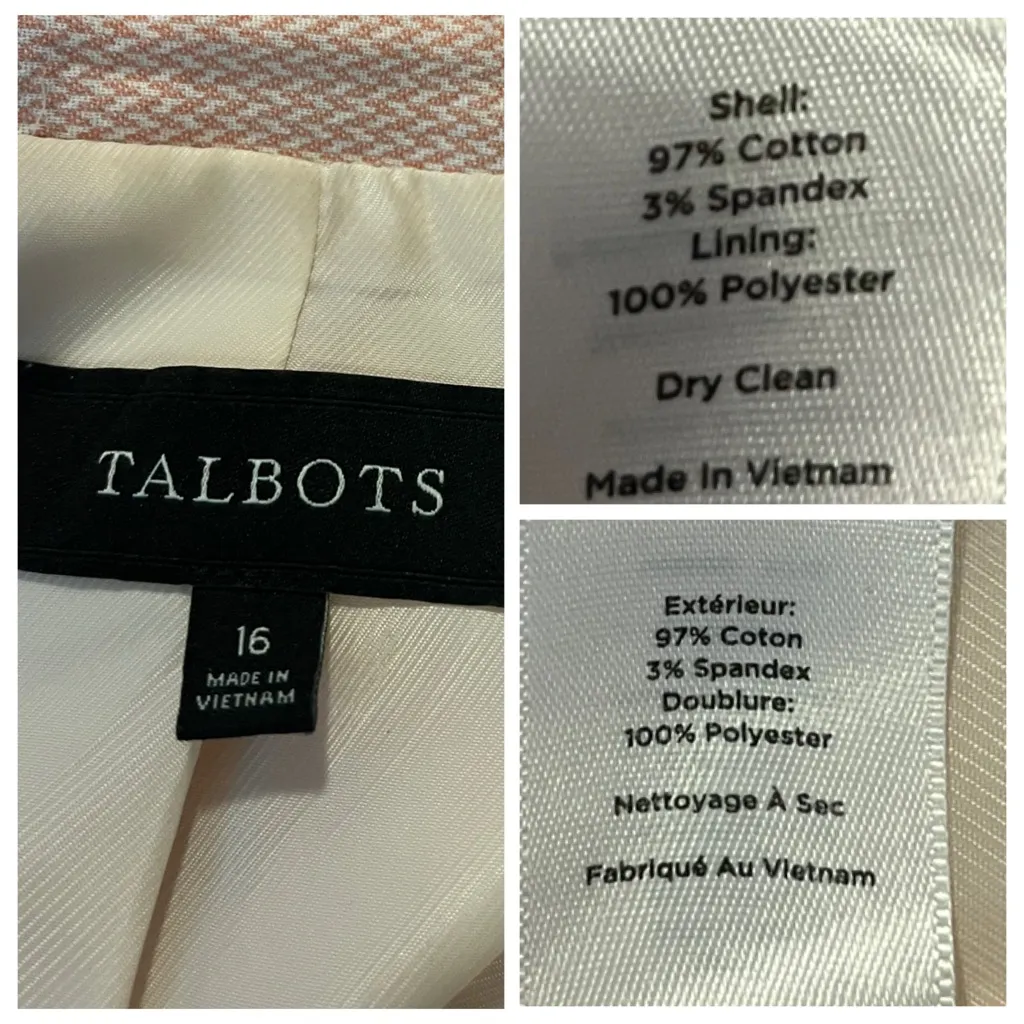 TALBOTS
16
MADE IN
VIETNAM
Shell:
97% Cotton
3% Spandex
Lining:
100% Polyester
Dry Clean
Made In Vietnam
Extérieur:
97% Coton
3% Spandex
Doublure:
100% Polyester
Nettoyage À Sec
Fabriqué Au Vietnam